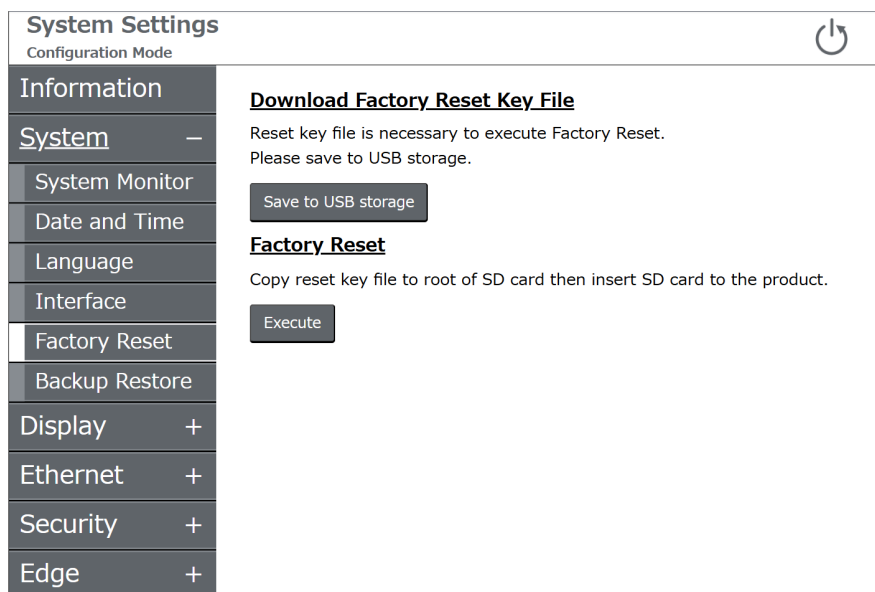 System Settings
Configuration Mode
Information
System −
System Monitor
Date and Time
Language
Interface
Factory Reset
Backup Restore
Display +
Ethernet +
Security +
Edge +
Download Factory Reset Key File
Reset key file is necessary to execute Factory Reset.
Please save to USB storage.
Save to USB storage
Factory Reset
Copy reset key file to root of SD card then insert SD card to the product.
Execute